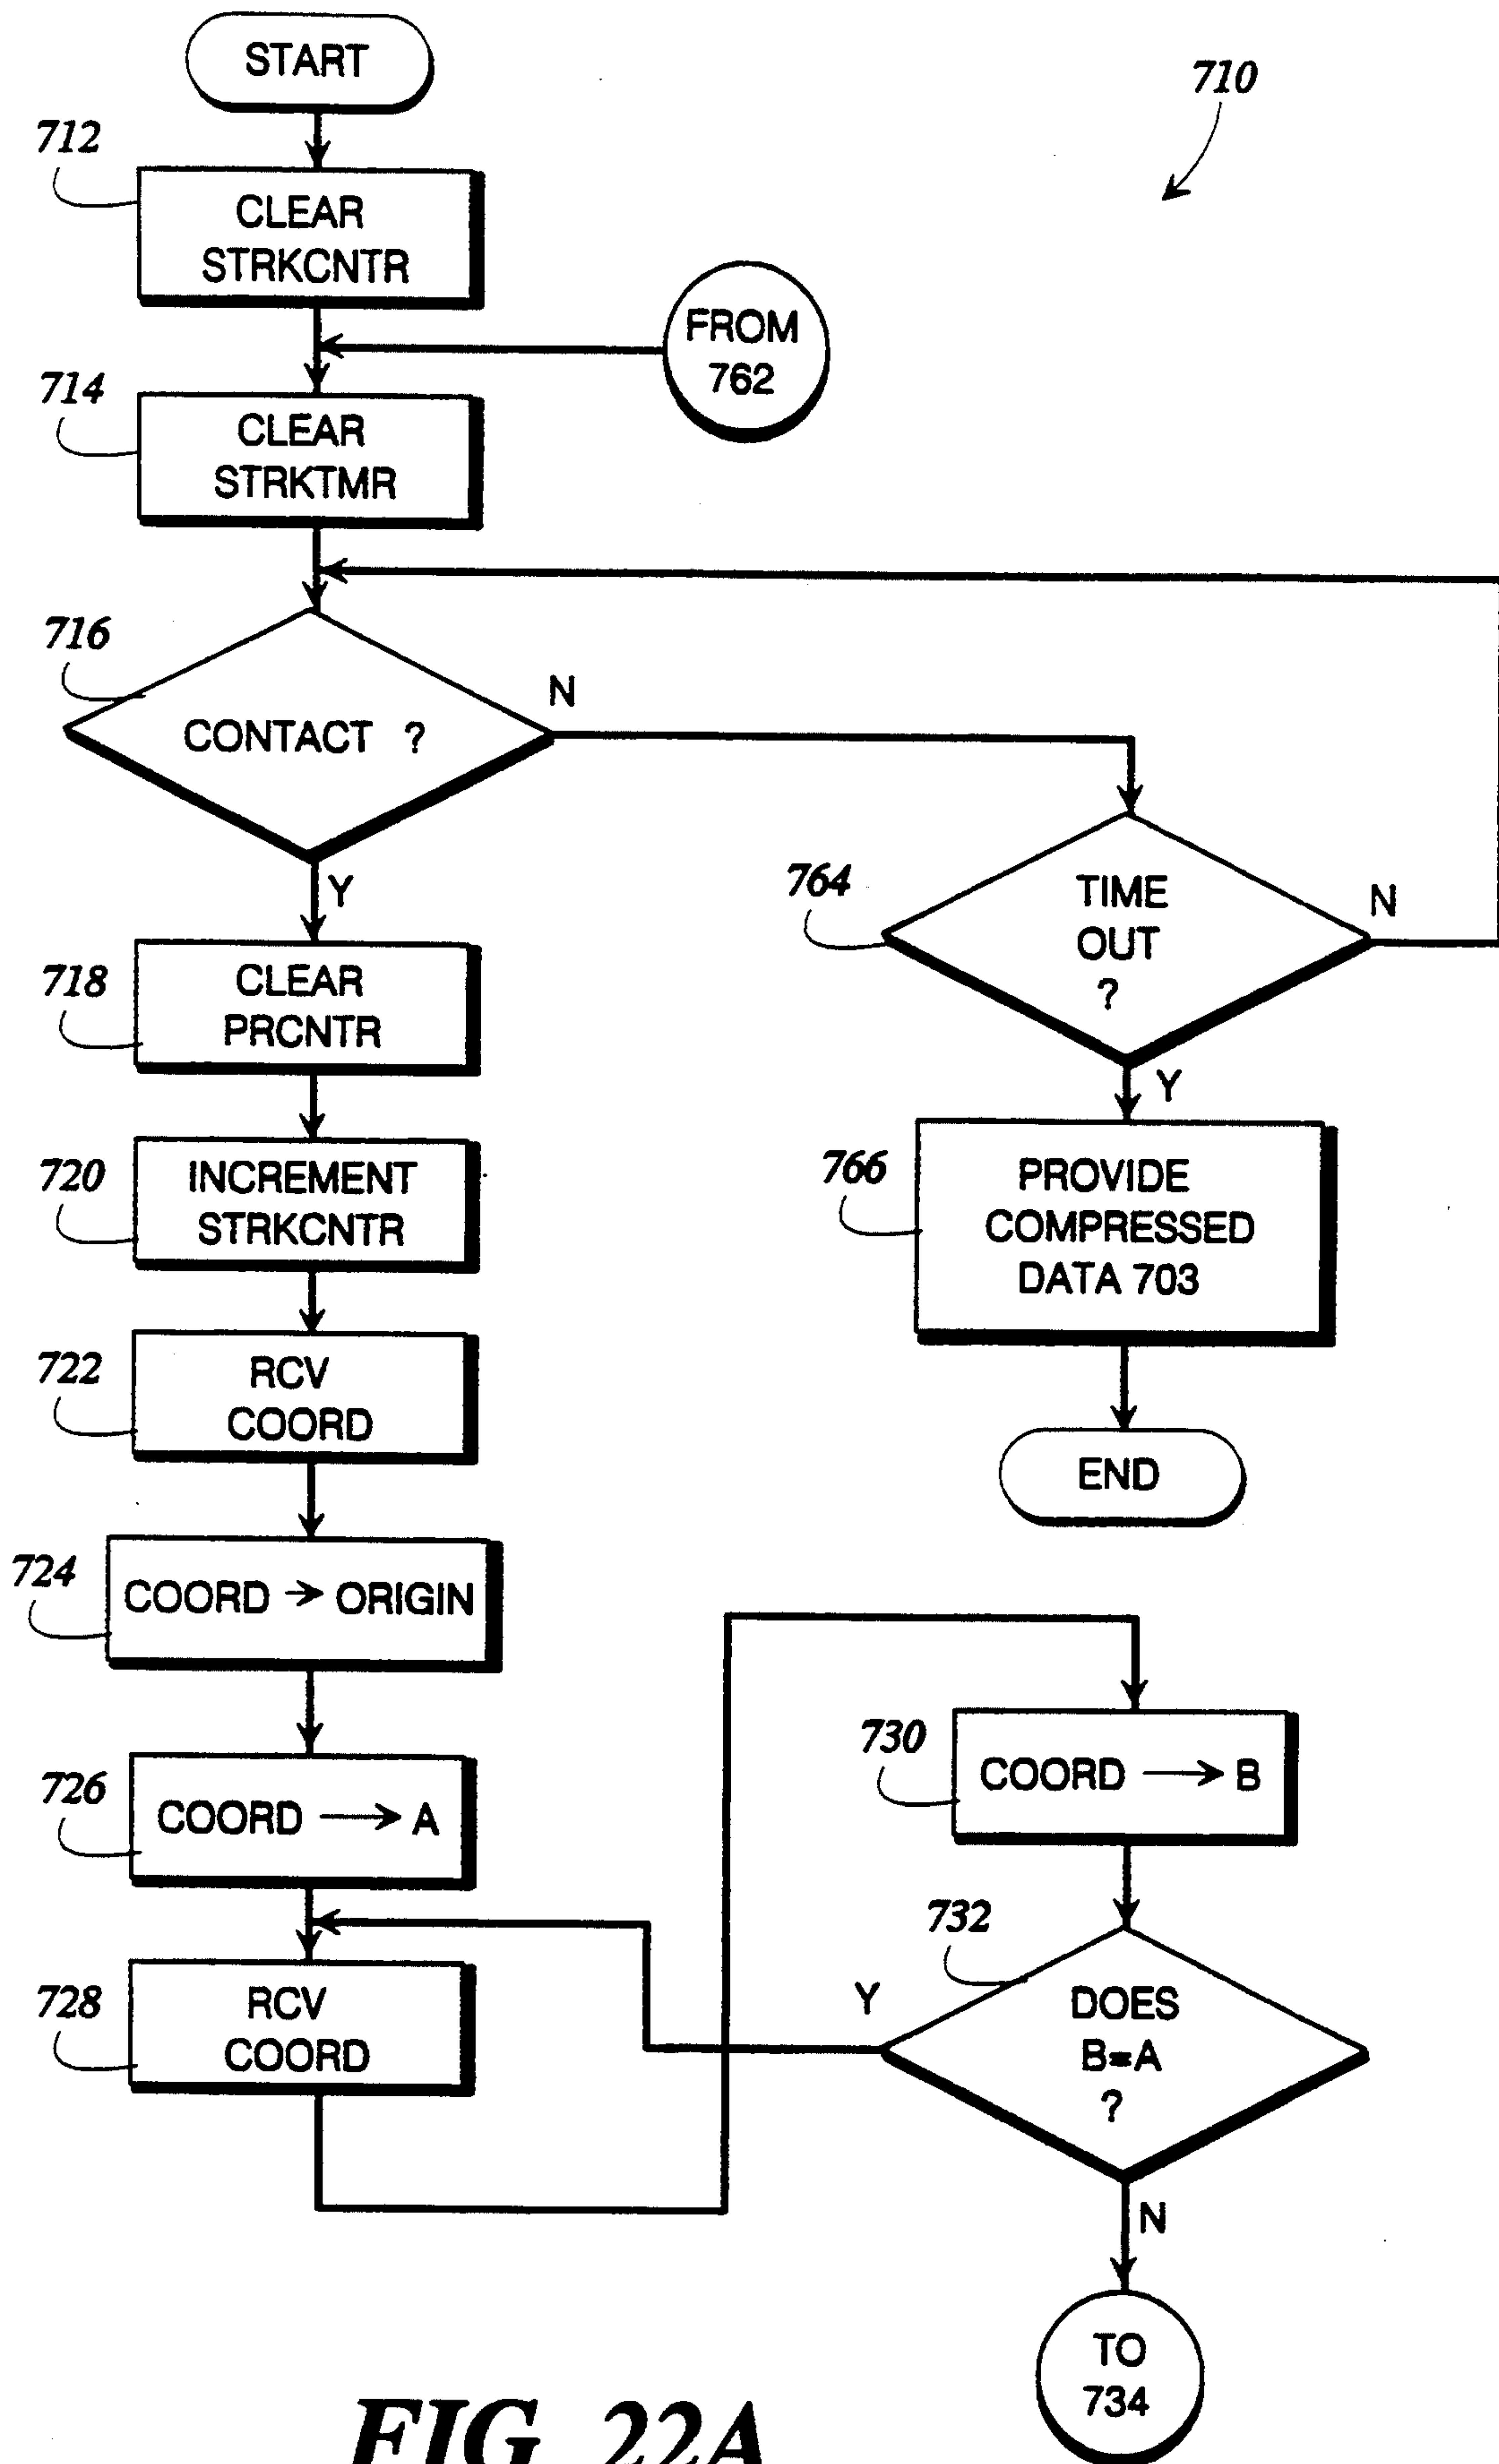 START
710
712
CLEAR
STRKCNTR
FROM
762
714
CLEAR
STRKTMR
716
CONTACT ?
N
Y
764
TIME
OUT
?
N
Y
718
CLEAR
PRCNTR
720
INCREMENT
STRKCNTR
766
PROVIDE
COMPRESSED
DATA 703
722
RCV
COORD
END
724
COORD → ORIGIN
726
COORD → A
730
COORD → B
728
RCV
COORD
732
DOES
B=A
?
Y
N
TO
734
FIG. 22A